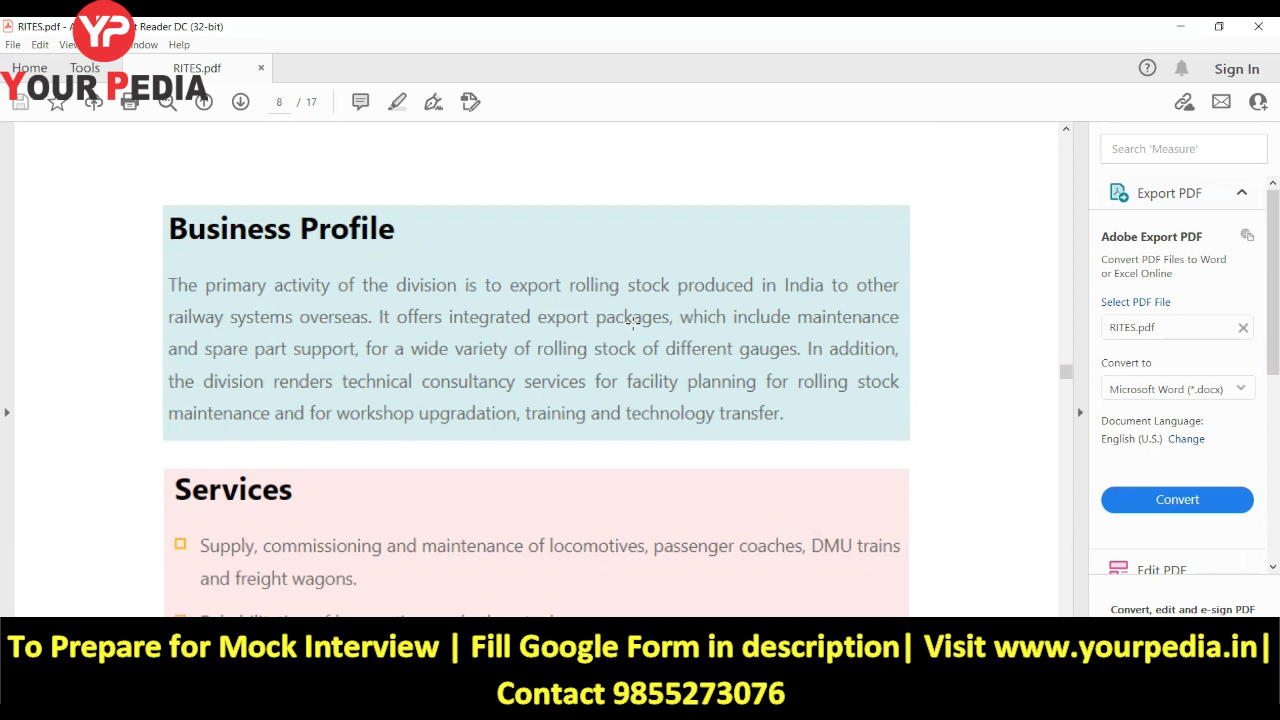 RITES.pdf - A
t Reader DC (32-bit)
YP
File Edit
indow Help
Home Tools RITES.pdf ×
YOUR PEDIA
8 / 17
Sign In
Business Profile
The primary activity of the division is to export rolling stock produced in India to other
railway systems overseas. It offers integrated export packages, which include maintenance
and spare part support, for a wide variety of rolling stock of different gauges. In addition,
the division renders technical consultancy services for facility planning for rolling stock
maintenance and for workshop upgradation, training and technology transfer.
Services
Supply, commissioning and maintenance of locomotives, passenger coaches, DMU trains
and freight wagons.
Search 'Measure'
Export PDF
Adobe Export PDF
Convert PDF Files to Word
or Excel Online
Select PDF File
RITES.pdf
Convert to
Microsoft Word (*.docx)
Document Language:
English (U.S.) Change
Convert
Edit PDF
Convert, edit and e-sign PDF
To Prepare for Mock Interview | Fill Google Form in description| Visit www.yourpedia.in|
Contact 9855273076